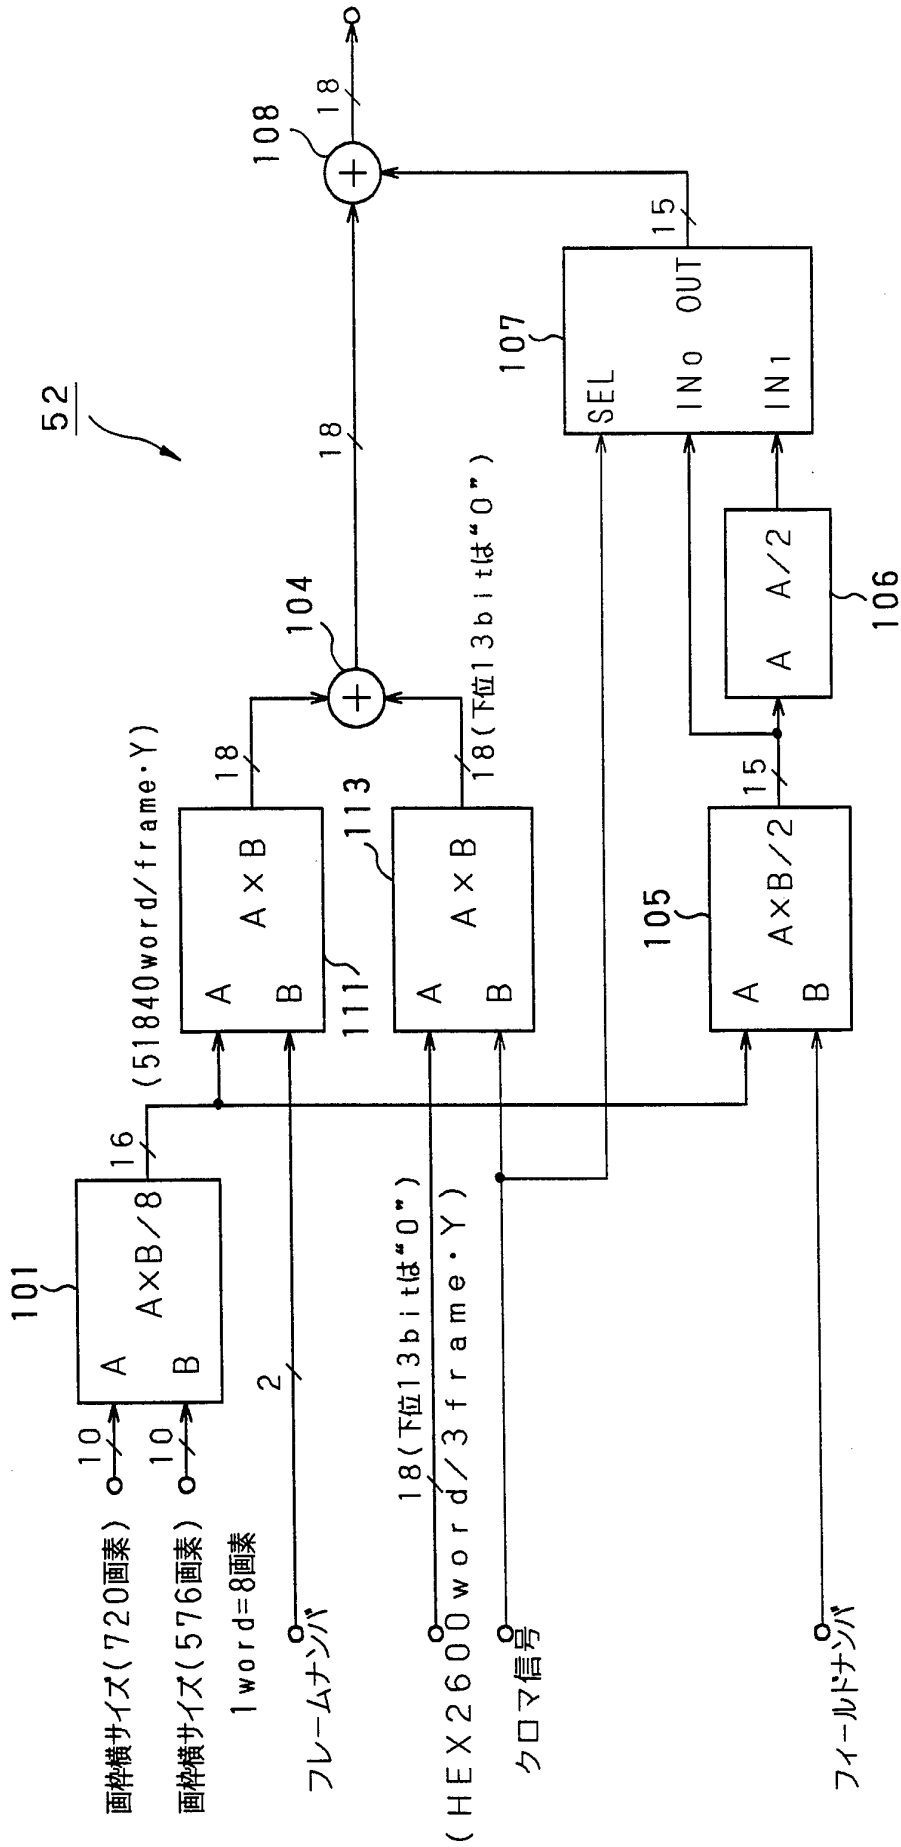 52
画枠横サイズ(720画素)
10
画枠横サイズ(576画素)
10
1word=8画素
101
A
B
A×B/8
16
(51840word/frame・Y)
フレームナンバ
2
A
B
A×B
111
18
18(下位13bitは“0”)
(HEX2600word/3frame・Y)
クロマ信号
A
B
A×B
113
18(下位13bitは“0”)
104
+
18
108
+
18
フィールドナンバ
105
A
B
A×B/2
15
A
A/2
106
107
SEL
IN0
OUT
IN1
15